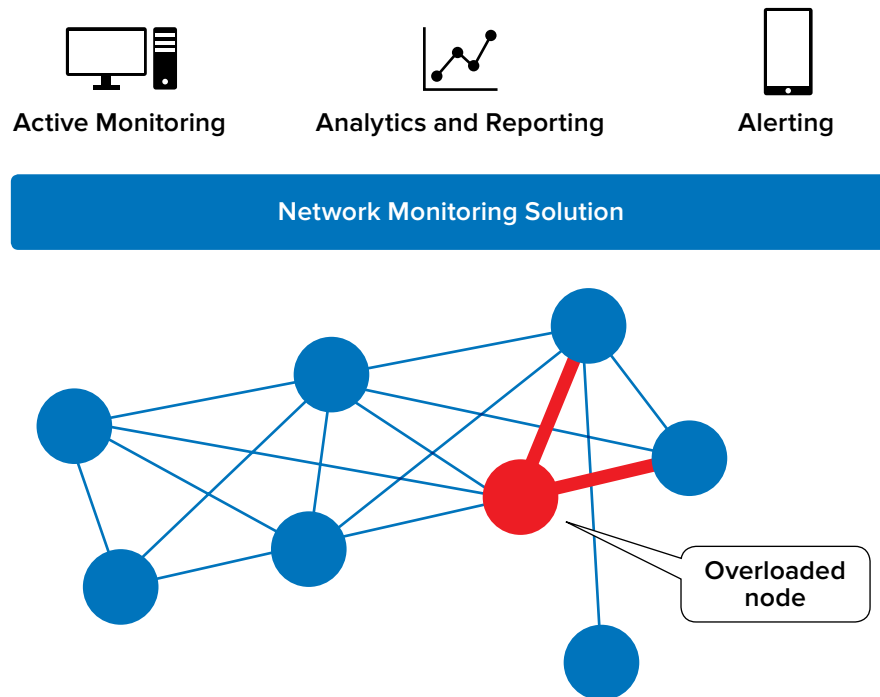 Active Monitoring
Analytics and Reporting
Alerting
Network Monitoring Solution
Overloaded
node